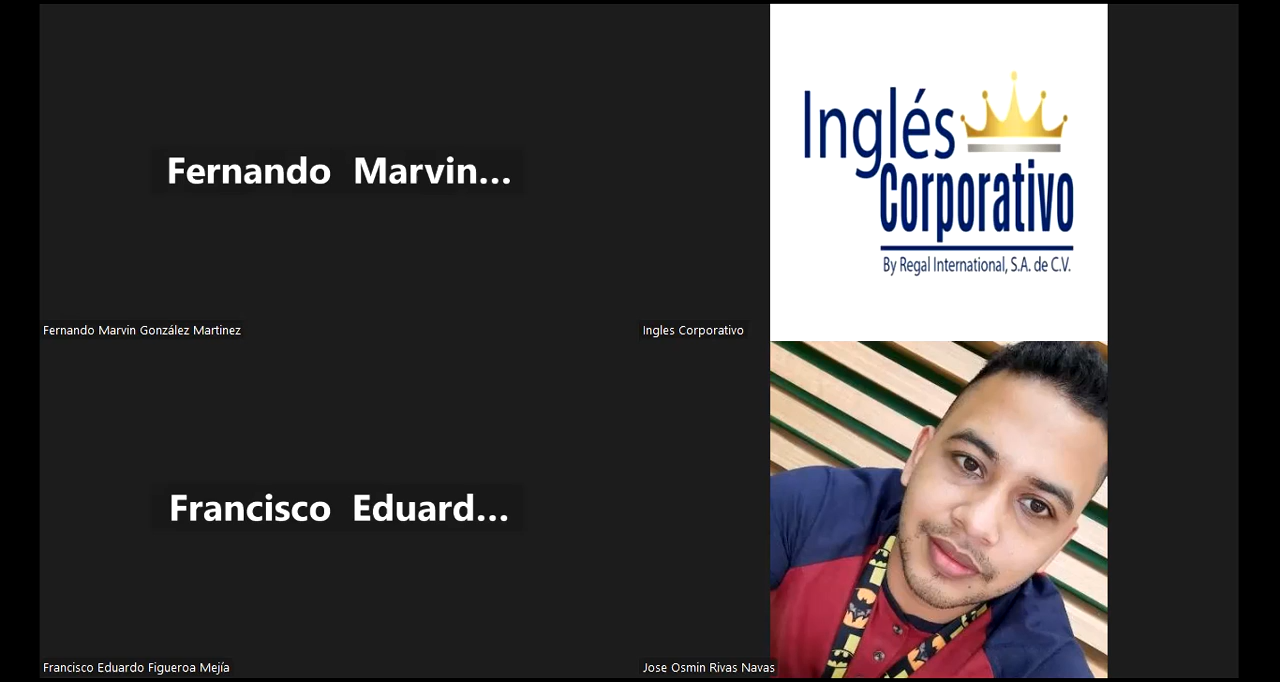 Fernando Marvin...
Fernando Marvin González Martinez
Inglés
Corporativo
By Regal International, S.A. de C.V.
Ingles Corporativo
Francisco Eduard...
Francisco Eduardo Figueroa Mejía
Jose Osmin Rivas Navas